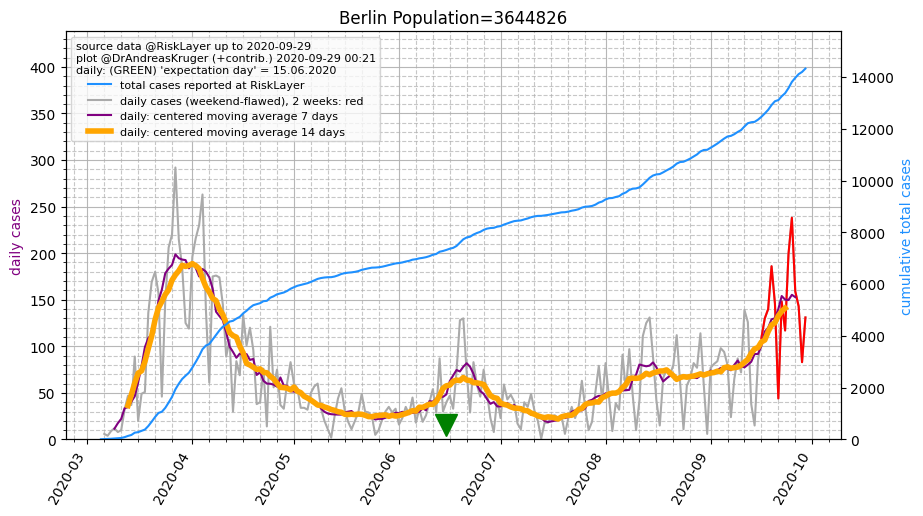 Berlin Population=3644826
source data @RiskLayer up to 2020-09-29
plot @DrAndreasKruger (+contrib.) 2020-09-29 00:21
daily: (GREEN) 'expectation day' = 15.06.2020
total cases reported at RiskLayer
daily cases (weekend-flawed), 2 weeks: red
daily: centered moving average 7 days
daily: centered moving average 14 days
daily cases
400
350
300
250
200
150
100
50
0
14000
12000
10000
8000
6000
4000
2000
0
cumulative total cases
2020-03
2020-04
2020-05
2020-06
2020-07
2020-08
2020-09
2020-10